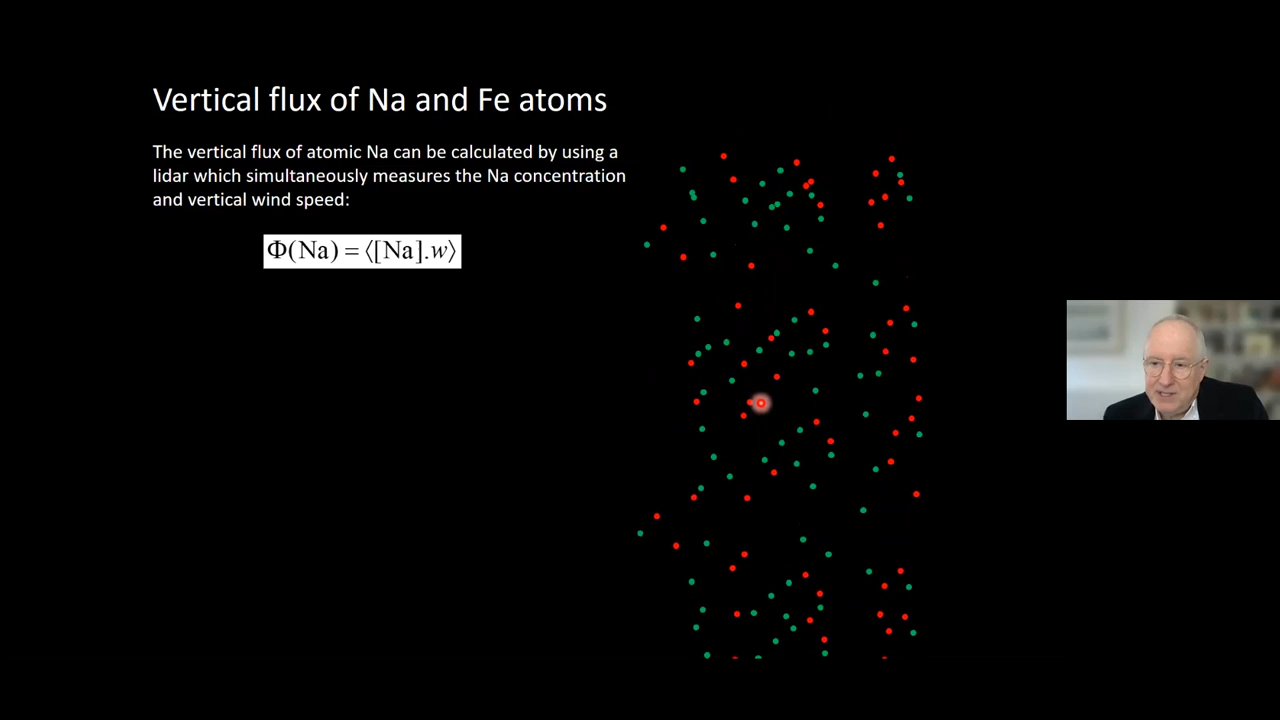 Vertical flux of Na and Fe atoms
The vertical flux of atomic Na can be calculated by using a
lidar which simultaneously measures the Na concentration
and vertical wind speed:
Φ(Na) = ⟨[Na].w⟩